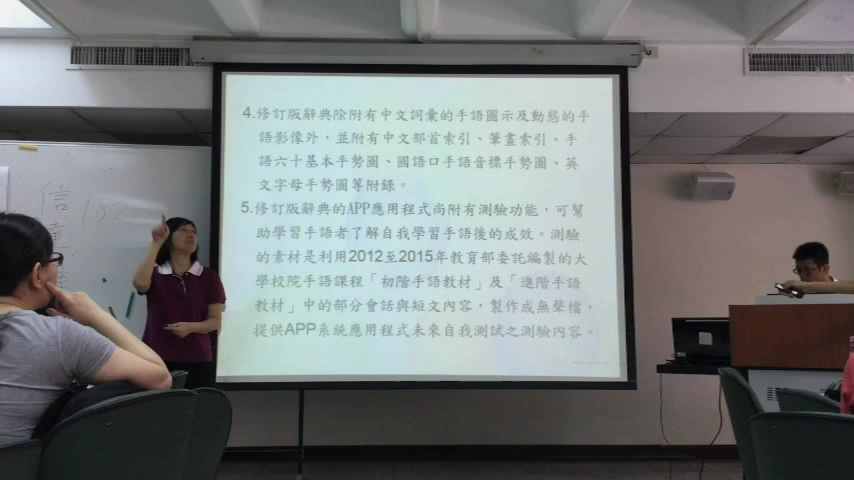 4.修訂版辭典除附有中文詞彙的手語圖示及動態的手
語影像外，並附有中文部首索引、筆畫索引、手
語六十基本手勢圖、國語口手語音標手勢圖、英
文字母手勢圖等附錄。
5.修訂版辭典的APP應用程式尚附有測驗功能，可幫
助學習手語者了解自我學習手語後的成效。測驗
的素材是利用2012至2015年教育部委託編製的大
學校院手語課程「初階手語教材」及「進階手語
教材」中的部分會話與短文內容，製作成無聲檔，
提供APP系統應用程式未來自我測試之測驗內容。